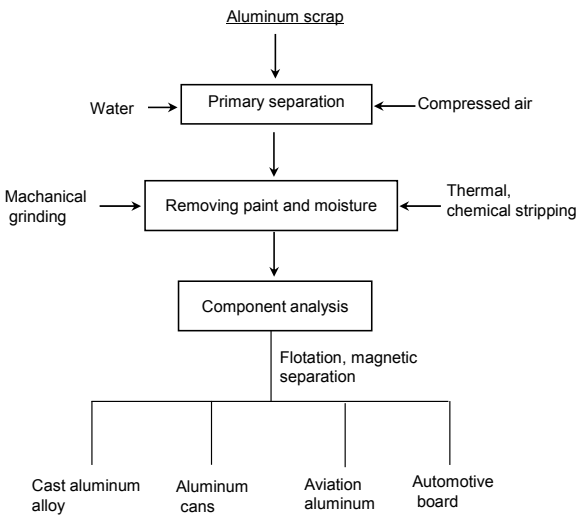 Aluminum scrap
Water
Primary separation
Compressed air
Machanical
grinding
Removing paint and moisture
Thermal,
chemical stripping
Component analysis
Flotation, magnetic
separation
Cast aluminum
alloy
Aluminum
cans
Aviation
aluminum
Automotive
board